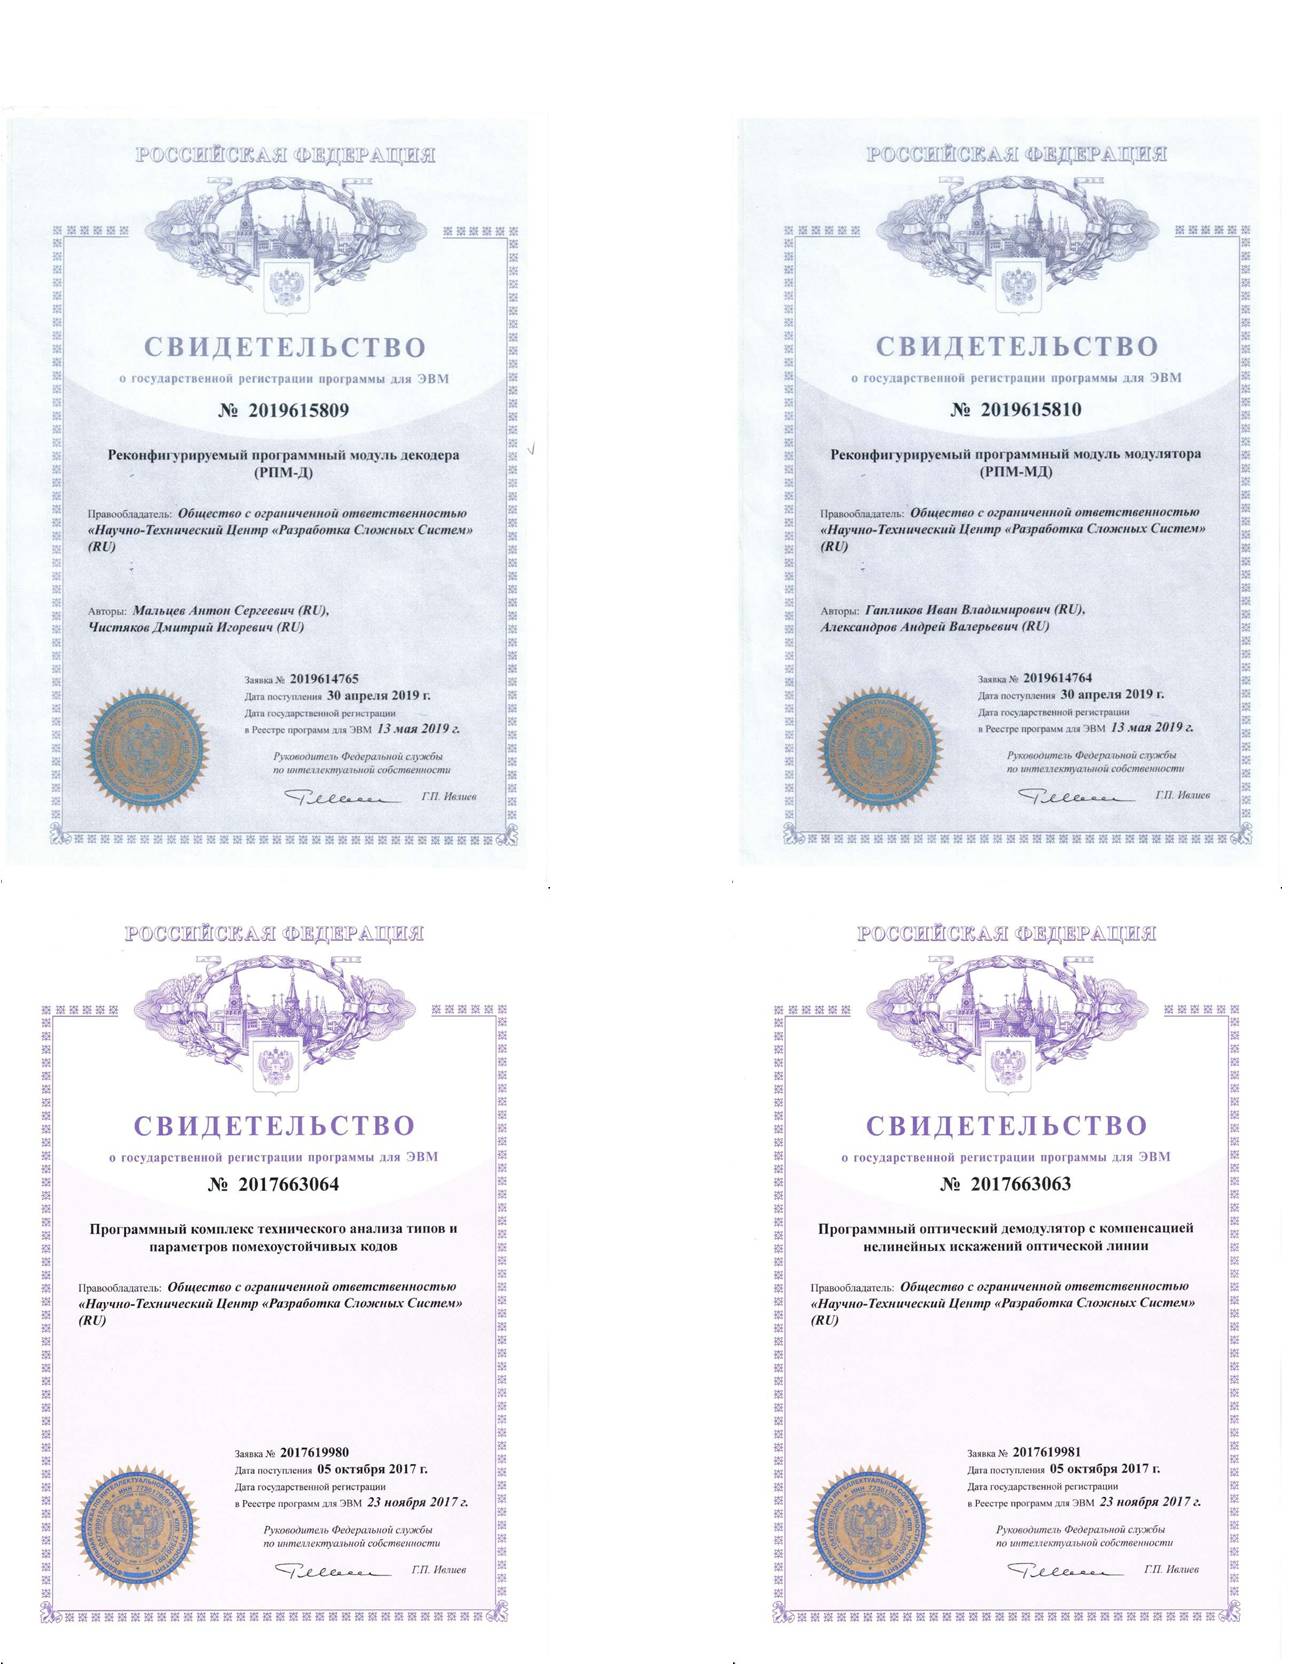 РОССИЙСКАЯ ФЕДЕРАЦИЯ
СВИДЕТЕЛЬСТВО
о государственной регистрации программы для ЭВМ
№ 2019615809
Реконфигурируемый программный модуль декодера
(РПМ-Д)
Правообладатель: Общество с ограниченной ответственностью
«Научно-Технический Центр «Разработка Сложных Систем»
(RU)
Авторы: Мальцев Антон Сергеевич (RU),
Чистяков Дмитрий Игоревич (RU)
Заявка № 2019614765
Дата поступления 30 апреля 2019 г.
Дата государственной регистрации
в Реестре программ для ЭВМ 13 мая 2019 г.
Руководитель Федеральной службы
по интеллектуальной собственности
Г.П. Ивлиев
РОССИЙСКАЯ ФЕДЕРАЦИЯ
СВИДЕТЕЛЬСТВО
о государственной регистрации программы для ЭВМ
№ 2019615810
Реконфигурируемый программный модуль модулятора
(РПМ-МД)
Правообладатель: Общество с ограниченной ответственностью
«Научно-Технический Центр «Разработка Сложных Систем»
(RU)
Авторы: Гапликов Иван Владимирович (RU),
Александров Андрей Валерьевич (RU)
Заявка № 2019614764
Дата поступления 30 апреля 2019 г.
Дата государственной регистрации
в Реестре программ для ЭВМ 13 мая 2019 г.
Руководитель Федеральной службы
по интеллектуальной собственности
Г.П. Ивлиев
РОССИЙСКАЯ ФЕДЕРАЦИЯ
СВИДЕТЕЛЬСТВО
о государственной регистрации программы для ЭВМ
№ 2017663064
Программный комплекс технического анализа типов и
параметров помехоустойчивых кодов
Правообладатель: Общество с ограниченной ответственностью
«Научно-Технический Центр «Разработка Сложных Систем»
(RU)
Заявка № 2017619980
Дата поступления 05 октября 2017 г.
Дата государственной регистрации
в Реестре программ для ЭВМ 23 ноября 2017 г.
Руководитель Федеральной службы
по интеллектуальной собственности
Г.П. Ивлиев
РОССИЙСКАЯ ФЕДЕРАЦИЯ
СВИДЕТЕЛЬСТВО
о государственной регистрации программы для ЭВМ
№ 2017663063
Программный оптический демодулятор с компенсацией
нелинейных искажений оптической линии
Правообладатель: Общество с ограниченной ответственностью
«Научно-Технический Центр «Разработка Сложных Систем»
(RU)
Заявка № 2017619981
Дата поступления 05 октября 2017 г.
Дата государственной регистрации
в Реестре программ для ЭВМ 23 ноября 2017 г.
Руководитель Федеральной службы
по интеллектуальной собственности
Г.П. Ивлиев